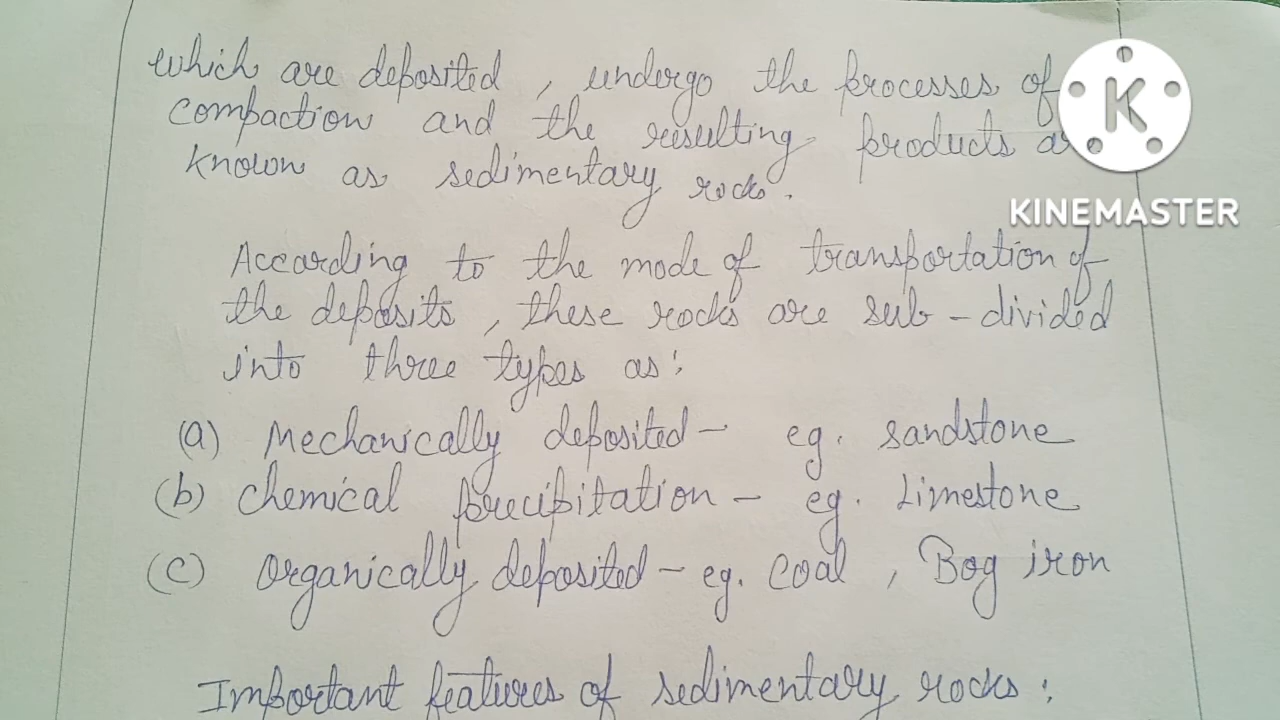 which are deposited, undergo the processes of
compaction and the resulting products
known as sedimentary rocks.
According to the mode of transportation of
the deposits, these rocks are sub-divided
into three types as:
(a) Mechanically deposited - eg. sandstone
(b) chemical precipitation - eg. Limestone
(c) organically deposited - eg. coal, Bog iron
Important features of sedimentary rocks:
K
KINEMASTER